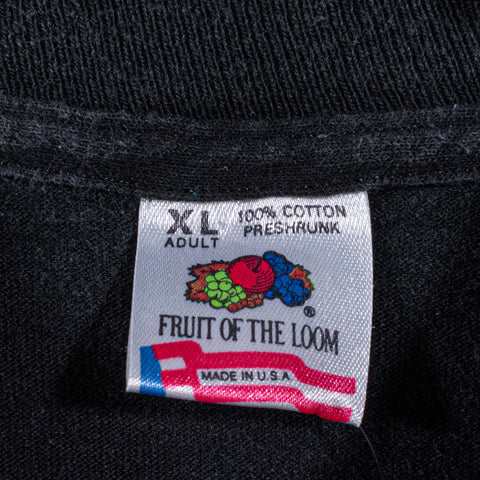 XL 100% COTTON
ADULT PRESHRUNK
®
FRUIT OF THE LOOM
MADE IN U.S.A